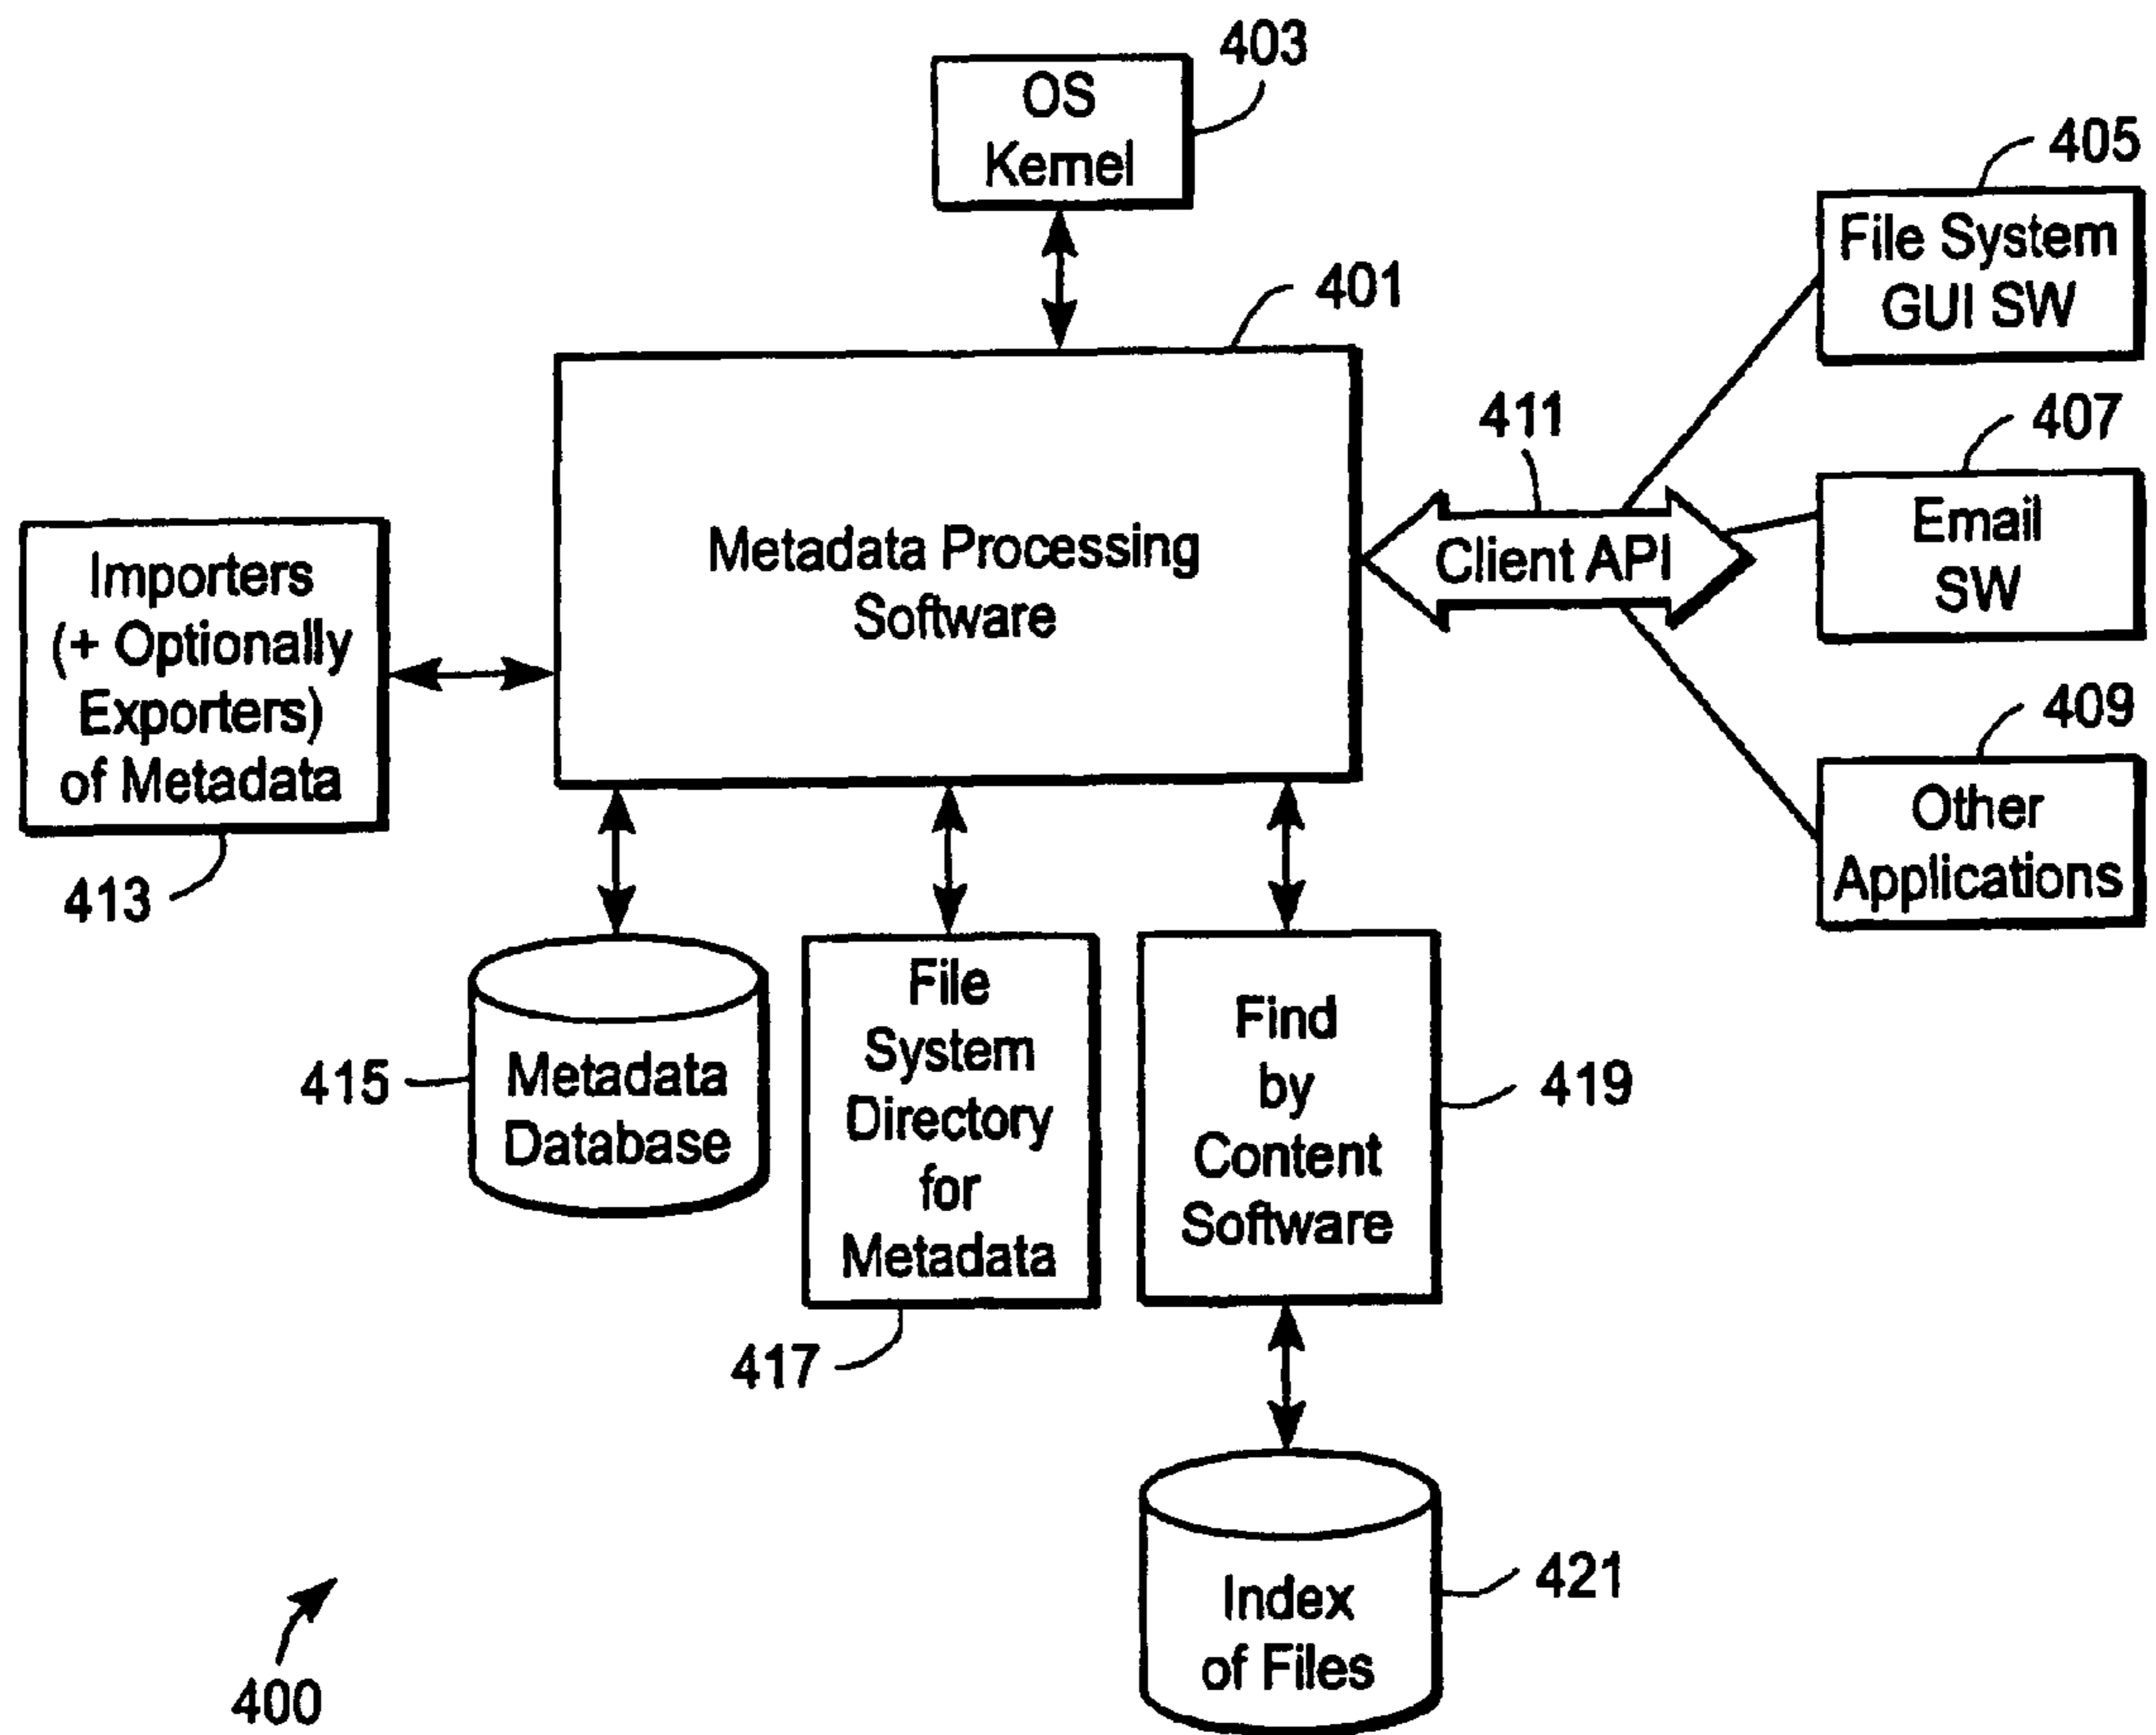 403
OS
Kernel
405
File System
GUI SW
401
411
407
Metadata Processing
Software
Client API
Email
SW
Importers
(+ Optionally
Exporters)
of Metadata
413
409
Other
Applications
415
Metadata
Database
File
System
Directory
for
Metadata
417
Find
by
Content
Software
419
421
Index
of Files
400